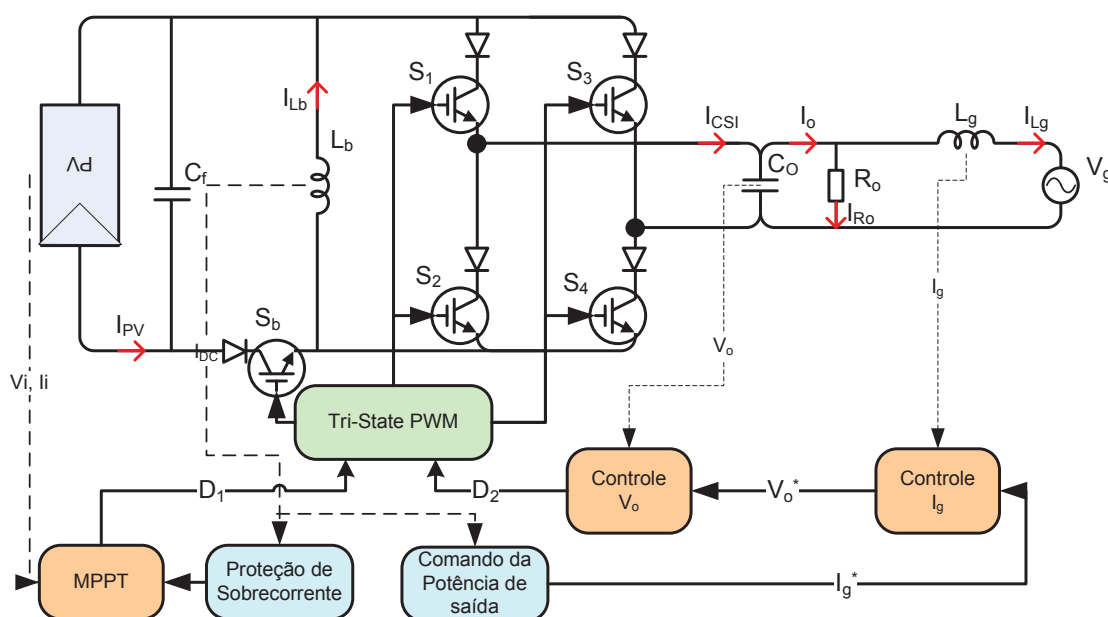 S1
S3
ILb
ICSI
Io
Lg
ILg
Lb
PV
Cf
CO
Ro
Vg
IRo
S2
S4
Ig
IPV
Sb
IDC
Vo
Vi, Ii
Tri-State PWM
D1
D2
Controle
Vo
Vo*
Controle
Ig
MPPT
Proteção de
Sobrecorrente
Comando da
Potência de
saída
Ig*